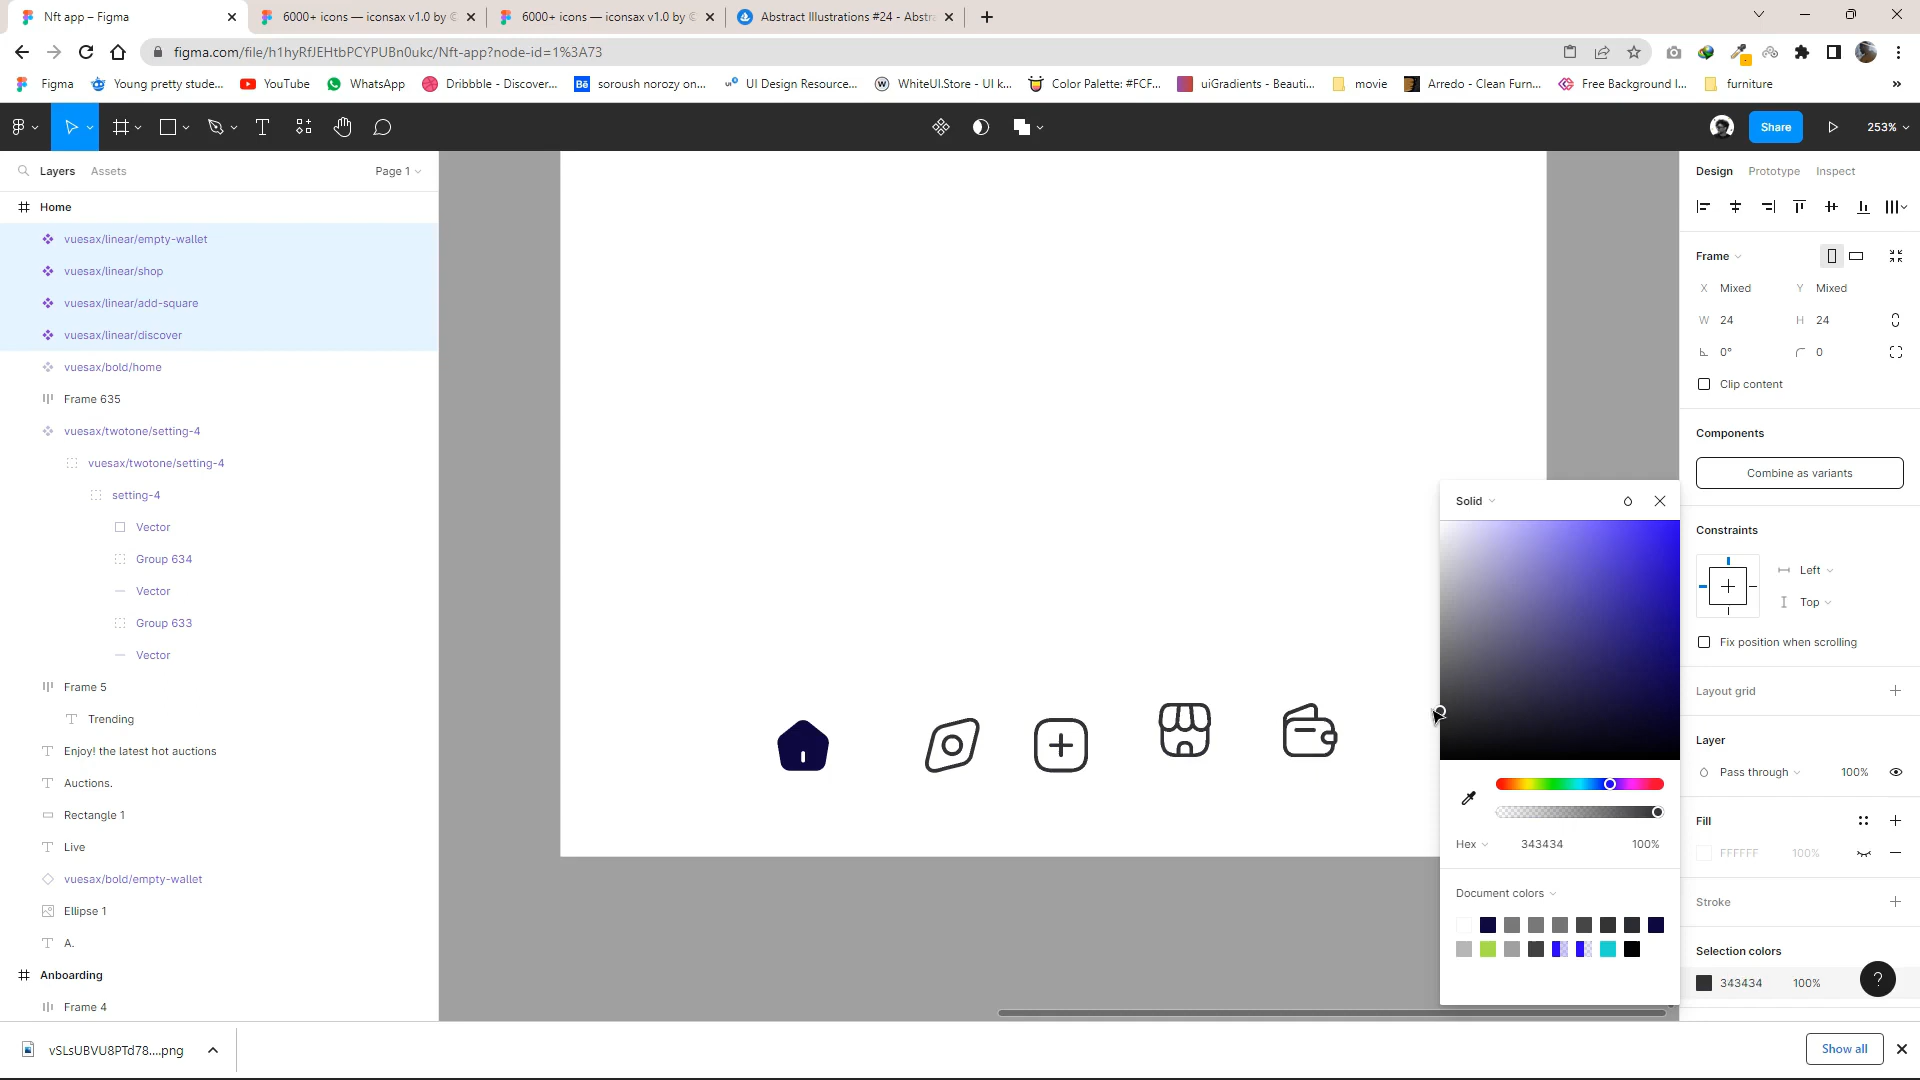 Nft app – Figma
6000+ icons — iconsax v1.0 by
6000+ icons — iconsax v1.0 by
Abstract Illustrations #24 - Abstr
figma.com/file/h1hyRfJEHtbPCYPUBn0ukc/Nft-app?node-id=1%3A73
Figma
Young pretty stude...
YouTube
WhatsApp
Dribbble - Discover...
Bē
soroush norozy on...
UI Design Resource...
WhiteUI.Store - UI k...
Color Palette: #FCF...
uiGradients - Beauti...
movie
Arredo - Clean Furn...
Free Background I...
furniture
»
Share
253%
Layers
Assets
Page 1
Home
vuesax/linear/empty-wallet
vuesax/linear/shop
vuesax/linear/add-square
vuesax/linear/discover
vuesax/bold/home
Frame 635
vuesax/twotone/setting-4
vuesax/twotone/setting-4
setting-4
Vector
Group 634
Vector
Group 633
Vector
Frame 5
Trending
Enjoy! the latest hot auctions
Auctions.
Rectangle 1
Live
vuesax/bold/empty-wallet
Ellipse 1
A.
Anboarding
Frame 4
Solid
Hex
343434
100%
Document colors
Design
Prototype
Inspect
Frame
X Mixed
Y Mixed
W 24
H 24
0°
0
Clip content
Components
Combine as variants
Constraints
Left
Top
Fix position when scrolling
Layout grid
Layer
Pass through
100%
Fill
FFFFFF
100%
Stroke
Selection colors
343434
100%
?
vSLsUBVU8PTd78....png
Show all